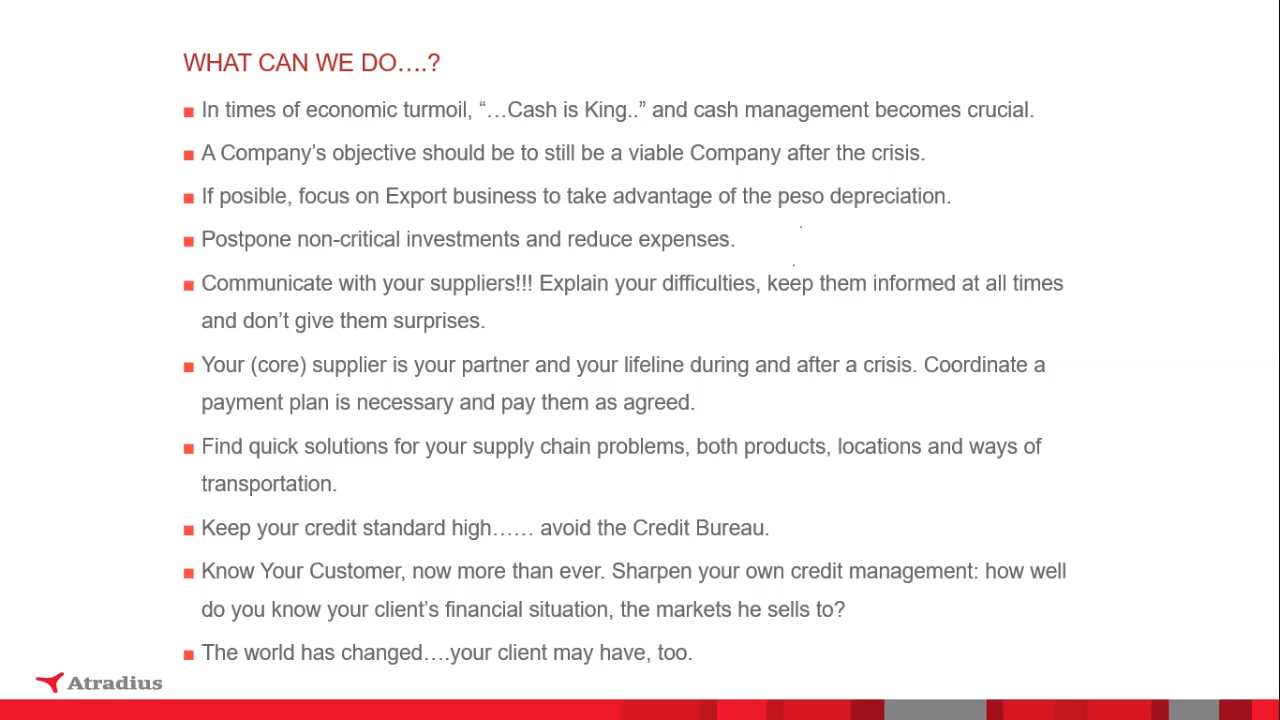 WHAT CAN WE DO….?
In times of economic turmoil, “…Cash is King..” and cash management becomes crucial.
A Company’s objective should be to still be a viable Company after the crisis.
If posible, focus on Export business to take advantage of the peso depreciation.
Postpone non-critical investments and reduce expenses.
Communicate with your suppliers!!! Explain your difficulties, keep them informed at all times
and don’t give them surprises.
Your (core) supplier is your partner and your lifeline during and after a crisis. Coordinate a
payment plan is necessary and pay them as agreed.
Find quick solutions for your supply chain problems, both products, locations and ways of
transportation.
Keep your credit standard high…… avoid the Credit Bureau.
Know Your Customer, now more than ever. Sharpen your own credit management: how well
do you know your client’s financial situation, the markets he sells to?
The world has changed….your client may have, too.
Atradius